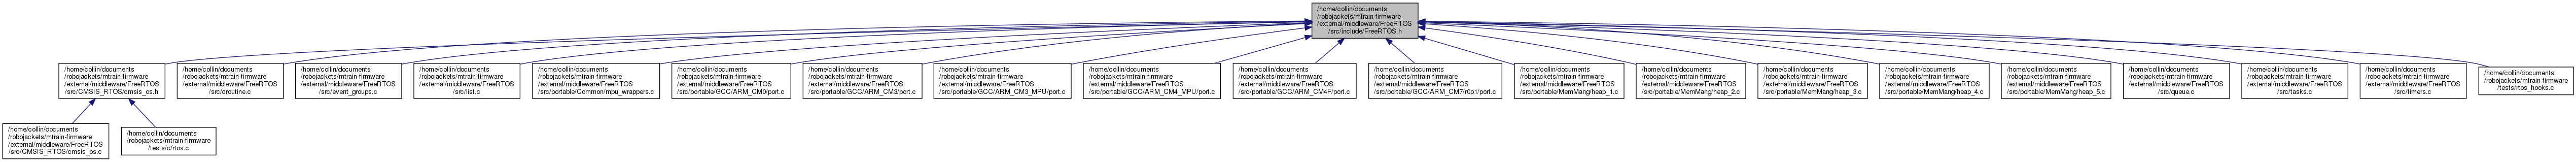 /home/collin/documents
/robojackets/mtrain-firmware
/external/middleware/FreeRTOS
/src/include/FreeRTOS.h
/home/collin/documents
/robojackets/mtrain-firmware
/external/middleware/FreeRTOS
/src/CMSIS_RTOS/cmsis_os.h
/home/collin/documents
/robojackets/mtrain-firmware
/external/middleware/FreeRTOS
/src/croutine.c
/home/collin/documents
/robojackets/mtrain-firmware
/external/middleware/FreeRTOS
/src/event_groups.c
/home/collin/documents
/robojackets/mtrain-firmware
/external/middleware/FreeRTOS
/src/list.c
/home/collin/documents
/robojackets/mtrain-firmware
/external/middleware/FreeRTOS
/src/portable/Common/mpu_wrappers.c
/home/collin/documents
/robojackets/mtrain-firmware
/external/middleware/FreeRTOS
/src/portable/GCC/ARM_CM0/port.c
/home/collin/documents
/robojackets/mtrain-firmware
/external/middleware/FreeRTOS
/src/portable/GCC/ARM_CM3/port.c
/home/collin/documents
/robojackets/mtrain-firmware
/external/middleware/FreeRTOS
/src/portable/GCC/ARM_CM3_MPU/port.c
/home/collin/documents
/robojackets/mtrain-firmware
/external/middleware/FreeRTOS
/src/portable/GCC/ARM_CM4_MPU/port.c
/home/collin/documents
/robojackets/mtrain-firmware
/external/middleware/FreeRTOS
/src/portable/GCC/ARM_CM4F/port.c
/home/collin/documents
/robojackets/mtrain-firmware
/external/middleware/FreeRTOS
/src/portable/GCC/ARM_CM7/r0p1/port.c
/home/collin/documents
/robojackets/mtrain-firmware
/external/middleware/FreeRTOS
/src/portable/MemMang/heap_1.c
/home/collin/documents
/robojackets/mtrain-firmware
/external/middleware/FreeRTOS
/src/portable/MemMang/heap_2.c
/home/collin/documents
/robojackets/mtrain-firmware
/external/middleware/FreeRTOS
/src/portable/MemMang/heap_3.c
/home/collin/documents
/robojackets/mtrain-firmware
/external/middleware/FreeRTOS
/src/portable/MemMang/heap_4.c
/home/collin/documents
/robojackets/mtrain-firmware
/external/middleware/FreeRTOS
/src/portable/MemMang/heap_5.c
/home/collin/documents
/robojackets/mtrain-firmware
/external/middleware/FreeRTOS
/src/queue.c
/home/collin/documents
/robojackets/mtrain-firmware
/external/middleware/FreeRTOS
/src/tasks.c
/home/collin/documents
/robojackets/mtrain-firmware
/external/middleware/FreeRTOS
/src/timers.c
/home/collin/documents
/robojackets/mtrain-firmware
/tests/rtos_hooks.c
/home/collin/documents
/robojackets/mtrain-firmware
/external/middleware/FreeRTOS
/src/CMSIS_RTOS/cmsis_os.c
/home/collin/documents
/robojackets/mtrain-firmware
/tests/c/rtos.c